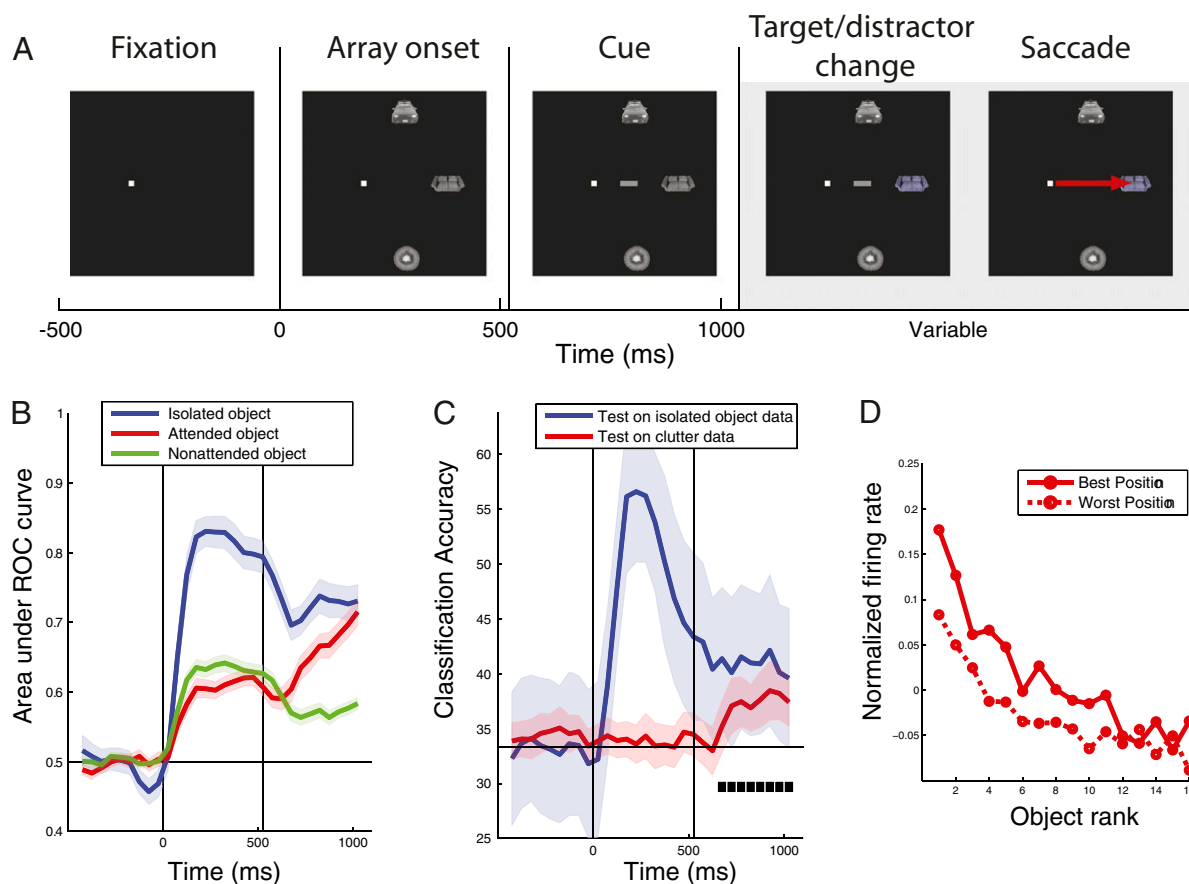 A
Fixation
Array onset
Cue
Target/distractor
change
Saccade
-500
0
500
1000
Variable
Time (ms)
B
Isolated object
Attended object
Nonattended object
Area under ROC curve
1
0.9
0.8
0.7
0.6
0.5
0.4
0
500
1000
Time (ms)
C
Test on isolated object data
Test on clutter data
Classification Accuracy
60
55
50
45
40
35
30
25
0
500
1000
Time (ms)
D
Best Position
Worst Position
Normalized firing rate
0.25
0.2
0.15
0.1
0.05
0
−0.05
2
4
6
8
10
12
14
Object rank